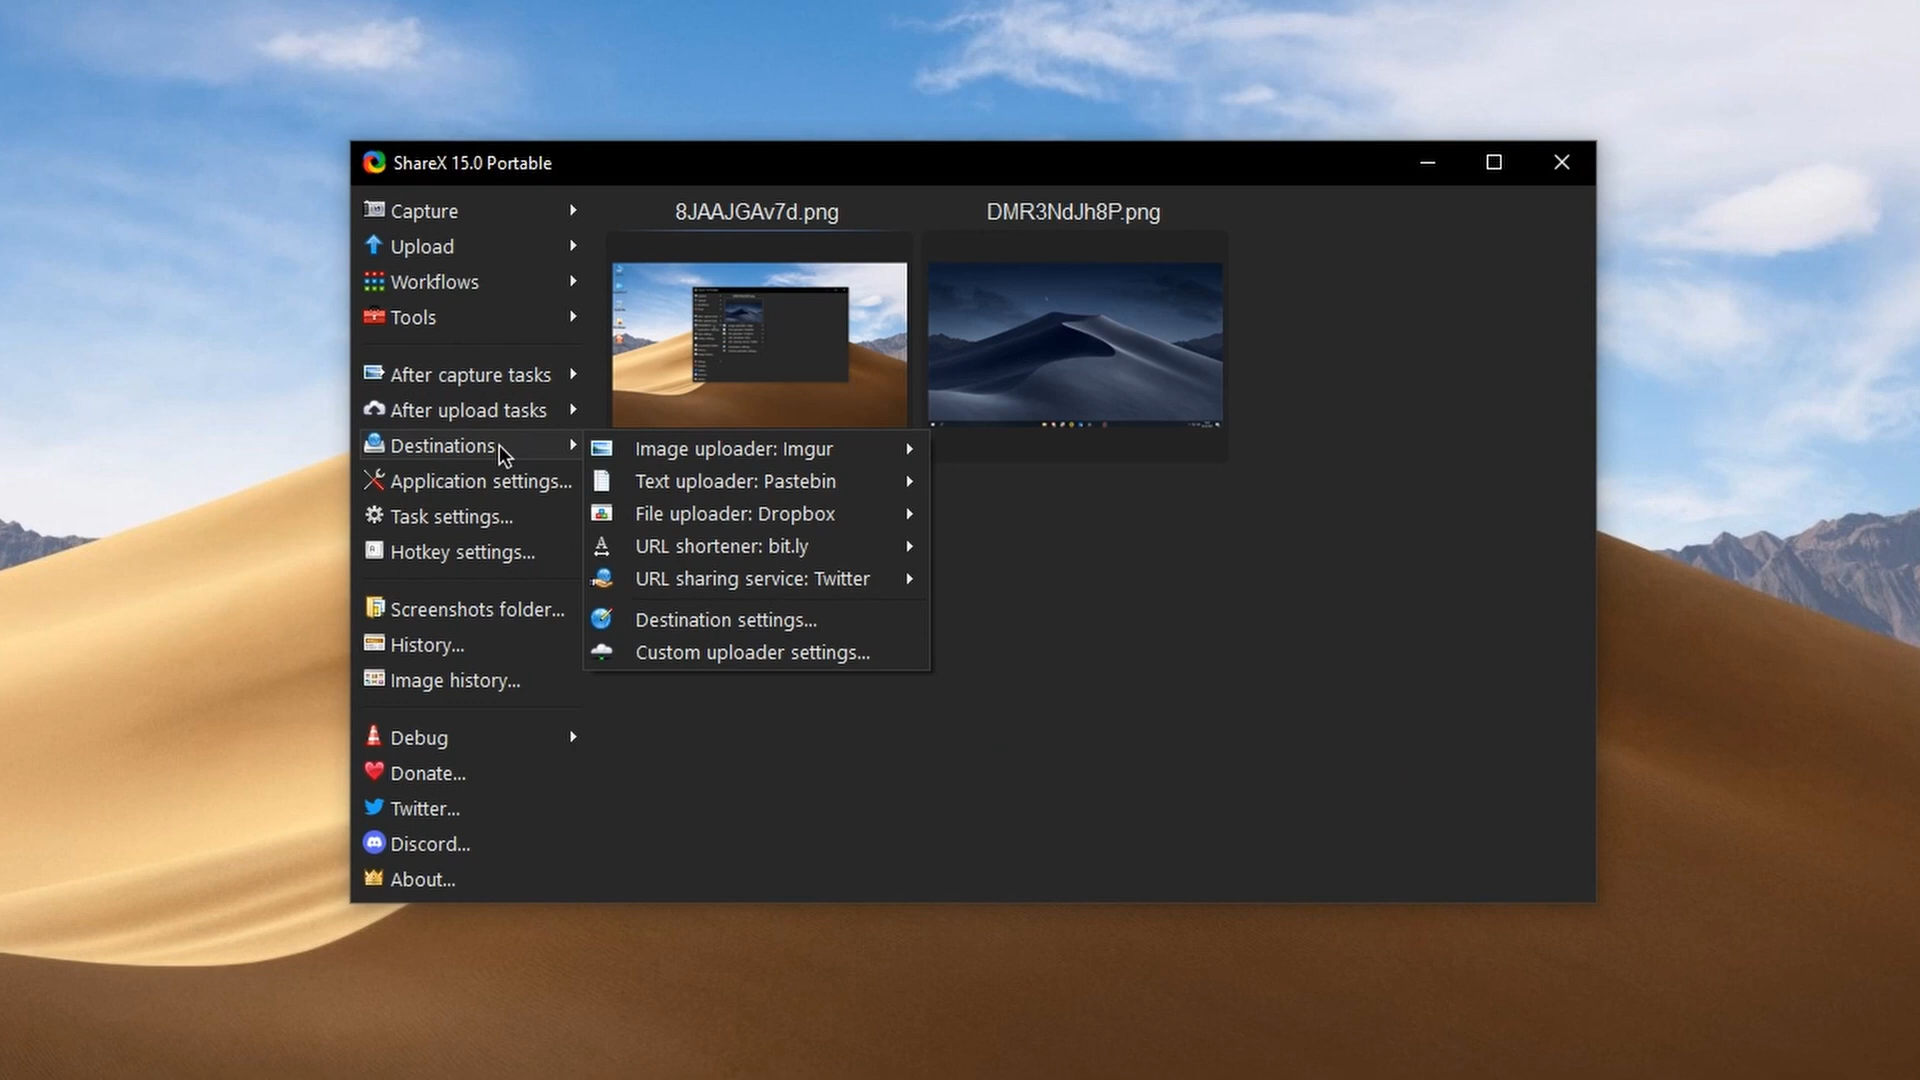 ShareX 15.0 Portable
Capture
Upload
Workflows
Tools
After capture tasks
After upload tasks
Destinations
Application settings...
Task settings...
Hotkey settings...
Screenshots folder...
History...
Image history...
Debug
Donate...
Twitter...
Discord...
About...
8JAAJGAv7d.png
DMR3NdJh8P.png
Image uploader: Imgur
Text uploader: Pastebin
File uploader: Dropbox
URL shortener: bit.ly
URL sharing service: Twitter
Destination settings...
Custom uploader settings...